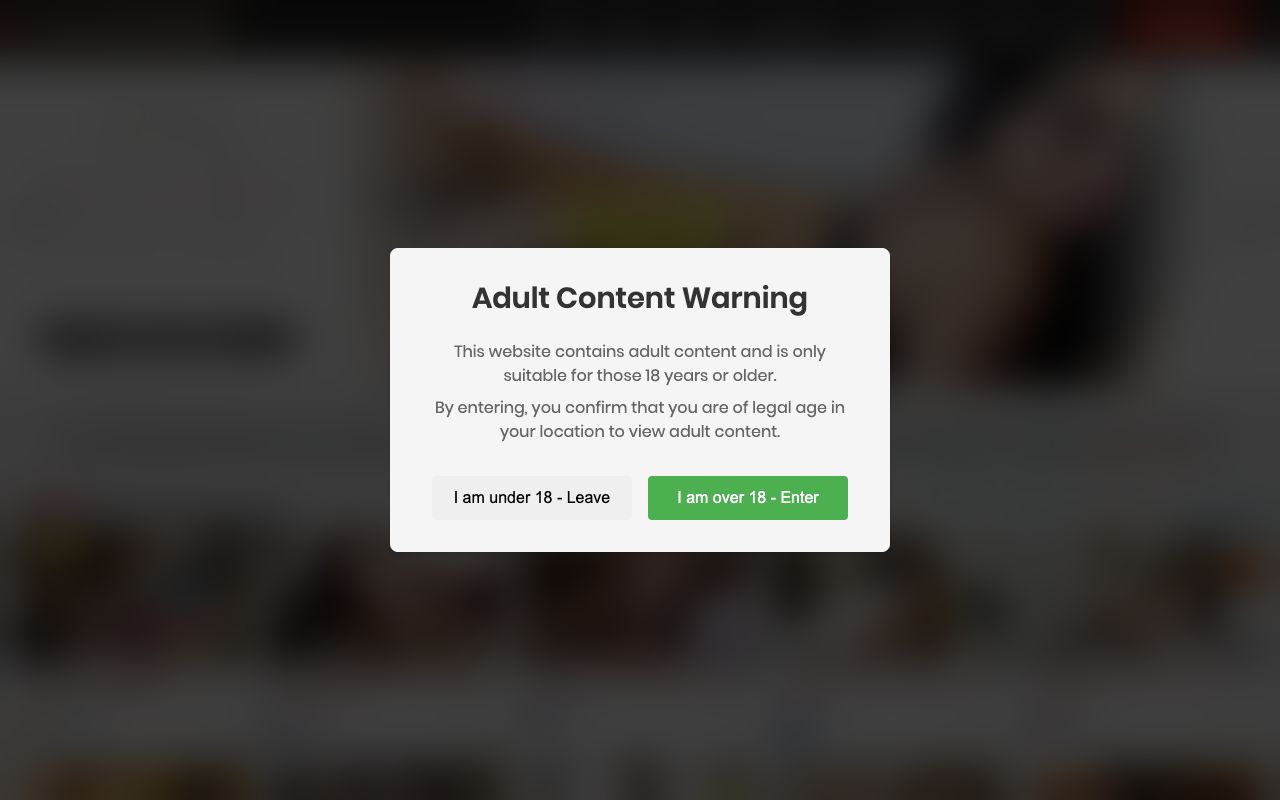 Adult Content Warning
This website contains adult content and is only
suitable for those 18 years or older.
By entering, you confirm that you are of legal age in
your location to view adult content.
I am under 18 - Leave
I am over 18 - Enter